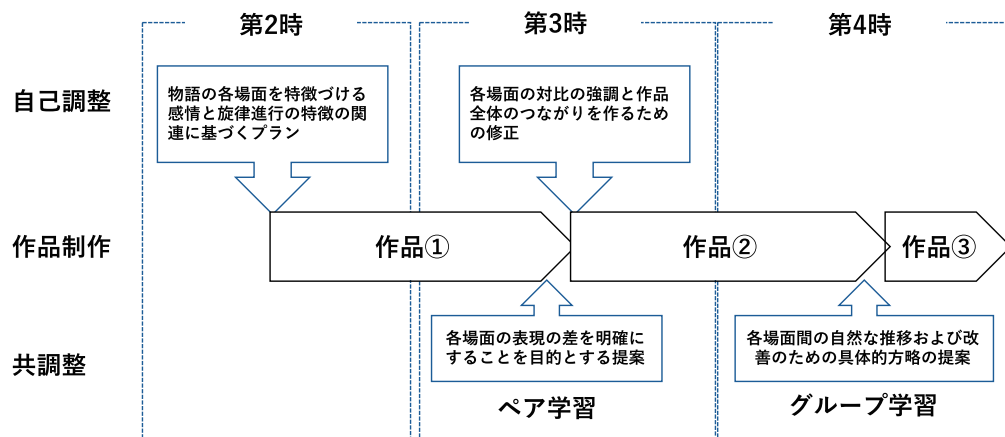 第2時
第3時
第4時
自己調整
物語の各場面を特徴づける
感情と旋律進行の特徴の関
連に基づくプラン
各場面の対比の強調と作品
全体のつながりを作るため
の修正
作品制作
作品①
作品②
作品③
共調整
各場面の表現の差を明確に
することを目的とする提案
各場面間の自然な推移および改
善のための具体的方略の提案
ペア学習
グループ学習